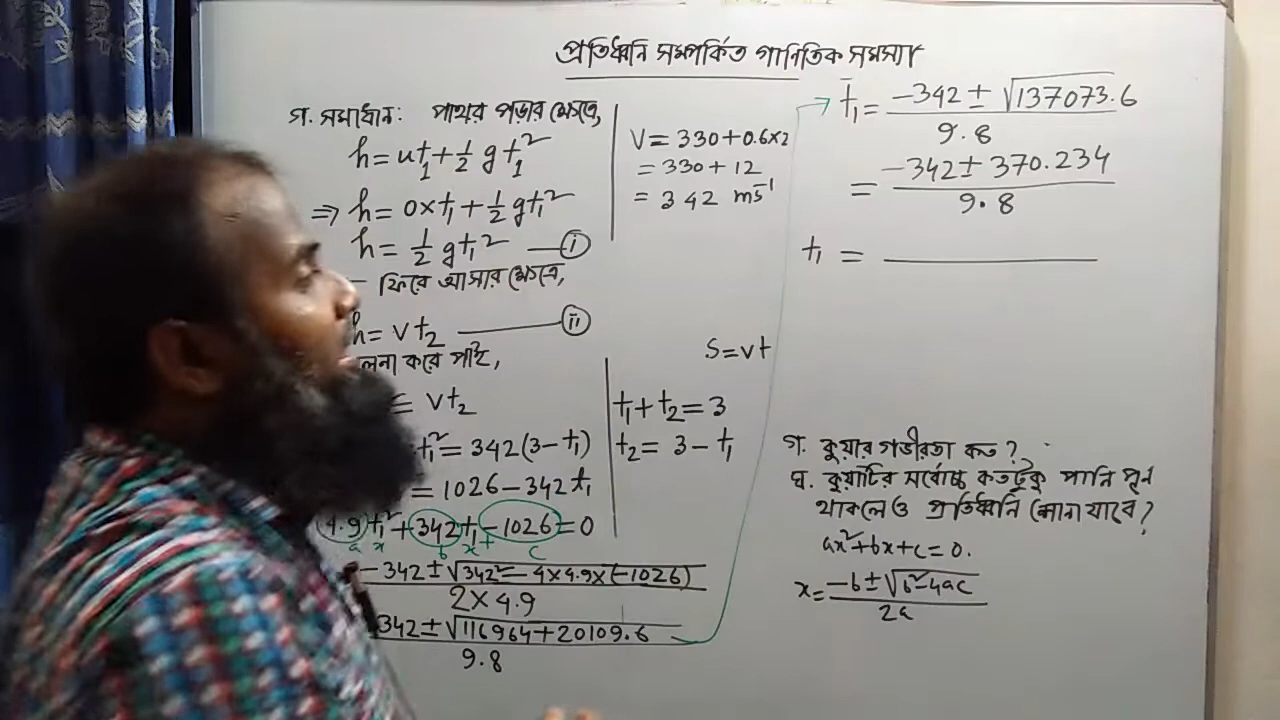 প্রতিধ্বনি সম্পর্কিত গানিতিক সমস্যা
গ. সমাধান: পাথর পড়ার ক্ষেত্রে,
h = ut₁ + ½ gt₁²
⇒ h = 0×t₁ + ½ gt₁²
h = ½ gt₁² — (i)
ফিরে আসার ক্ষেত্রে,
h = vt₂ — (ii)
করে পাই,
= vt₂
t₁² = 342(3 - t₁)
= 1026 - 342t₁
4.9t₁² + 342t₁ - 1026 = 0
a x b x + c
-342 ± √(342² - 4×4.9×(-1026))
2 × 4.9
342 ± √(116964 + 20109.6)
9.8
V = 330 + 0.6×2
= 330 + 12
= 342 ms⁻¹
S = vt
t₁ + t₂ = 3
t₂ = 3 - t₁
t₁ = -342 ± √137073.6
9.8
= -342 ± 370.234
9.8
t₁ =
গ. কুয়ার গভীরতা কত?
ঘ. কুয়াটির সর্বোচ্চ কতটুকু পানি পূর্ন
থাকলেও প্রতিধ্বনি শোনা যাবে?
ax² + bx + c = 0.
x = -b ± √(b² - 4ac)
2a